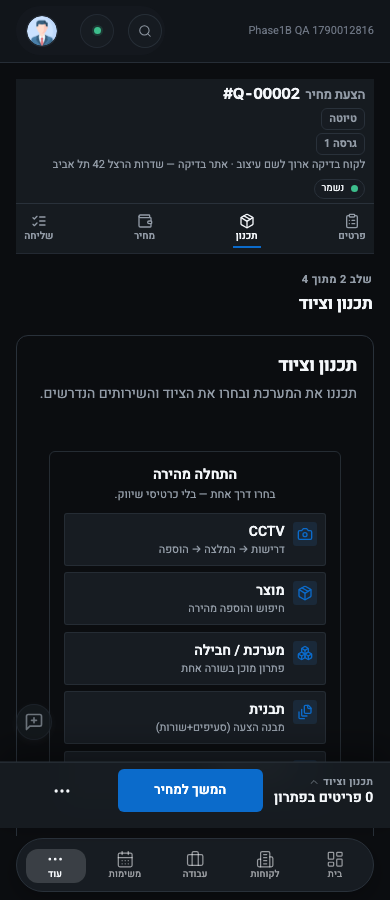 Phase1B QA 1790012816
הצעת מחיר #Q-00002
טיוטה
גרסה 1
לקוח בדיקה ארוך לשם עיצוב · אתר בדיקה — שדרות הרצל 42 תל אביב
נשמר
פרטים
תכנון
מחיר
שליחה
שלב 2 מתוך 4
תכנון וציוד
תכנון וציוד
תכננו את המערכת ובחרו את הציוד והשירותים הנדרשים.
התחלה מהירה
בחרו דרך אחת — בלי כרטיסי שיווק.
CCTV
דרישות → המלצה → הוספה
מוצר
חיפוש והוספה מהירה
מערכת / חבילה
פתרון מוכן בשורה אחת
תבנית
מבנה הצעה (סעיפים+שורות)
תכנון וציוד
0 פריטים בפתרון
המשך למחיר
בית
לקוחות
עבודה
משימות
עוד